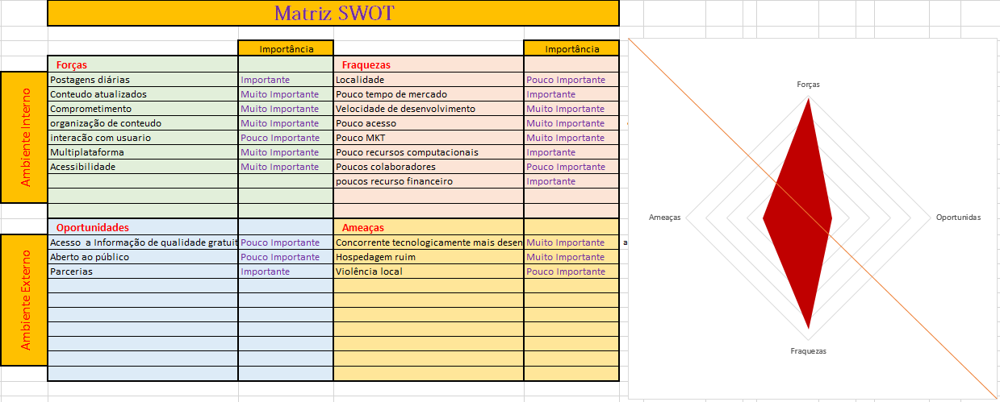 Matriz SWOT
Importância Importância
Forças Fraquezas
Postagens diárias Importante Localidade Pouco Importante
Conteudo atualizados Muito Importante Pouco tempo de mercado Importante
Comprometimento Muito Importante Velocidade de desenvolvimento Muito Importante
organização de conteudo Muito Importante Pouco acesso Muito Importante
interacão com usuario Pouco Importante Pouco MKT Muito Importante
Multiplataforma Muito Importante Pouco recursos computacionais Importante
Acessibilidade Muito Importante Poucos colaboradores Pouco Importante
poucos recurso financeiro Importante
Ambiente Interno
Oportunidades Ameaças
Acesso a Informação de qualidade gratuit Pouco Importante Concorrente tecnologicamente mais desen Muito Importante a
Aberto ao público Pouco Importante Hospedagem ruim Muito Importante
Parcerias Importante Violência local Pouco Importante
Ambiente Externo
Forças
Ameaças Oportunidas
Fraquezas